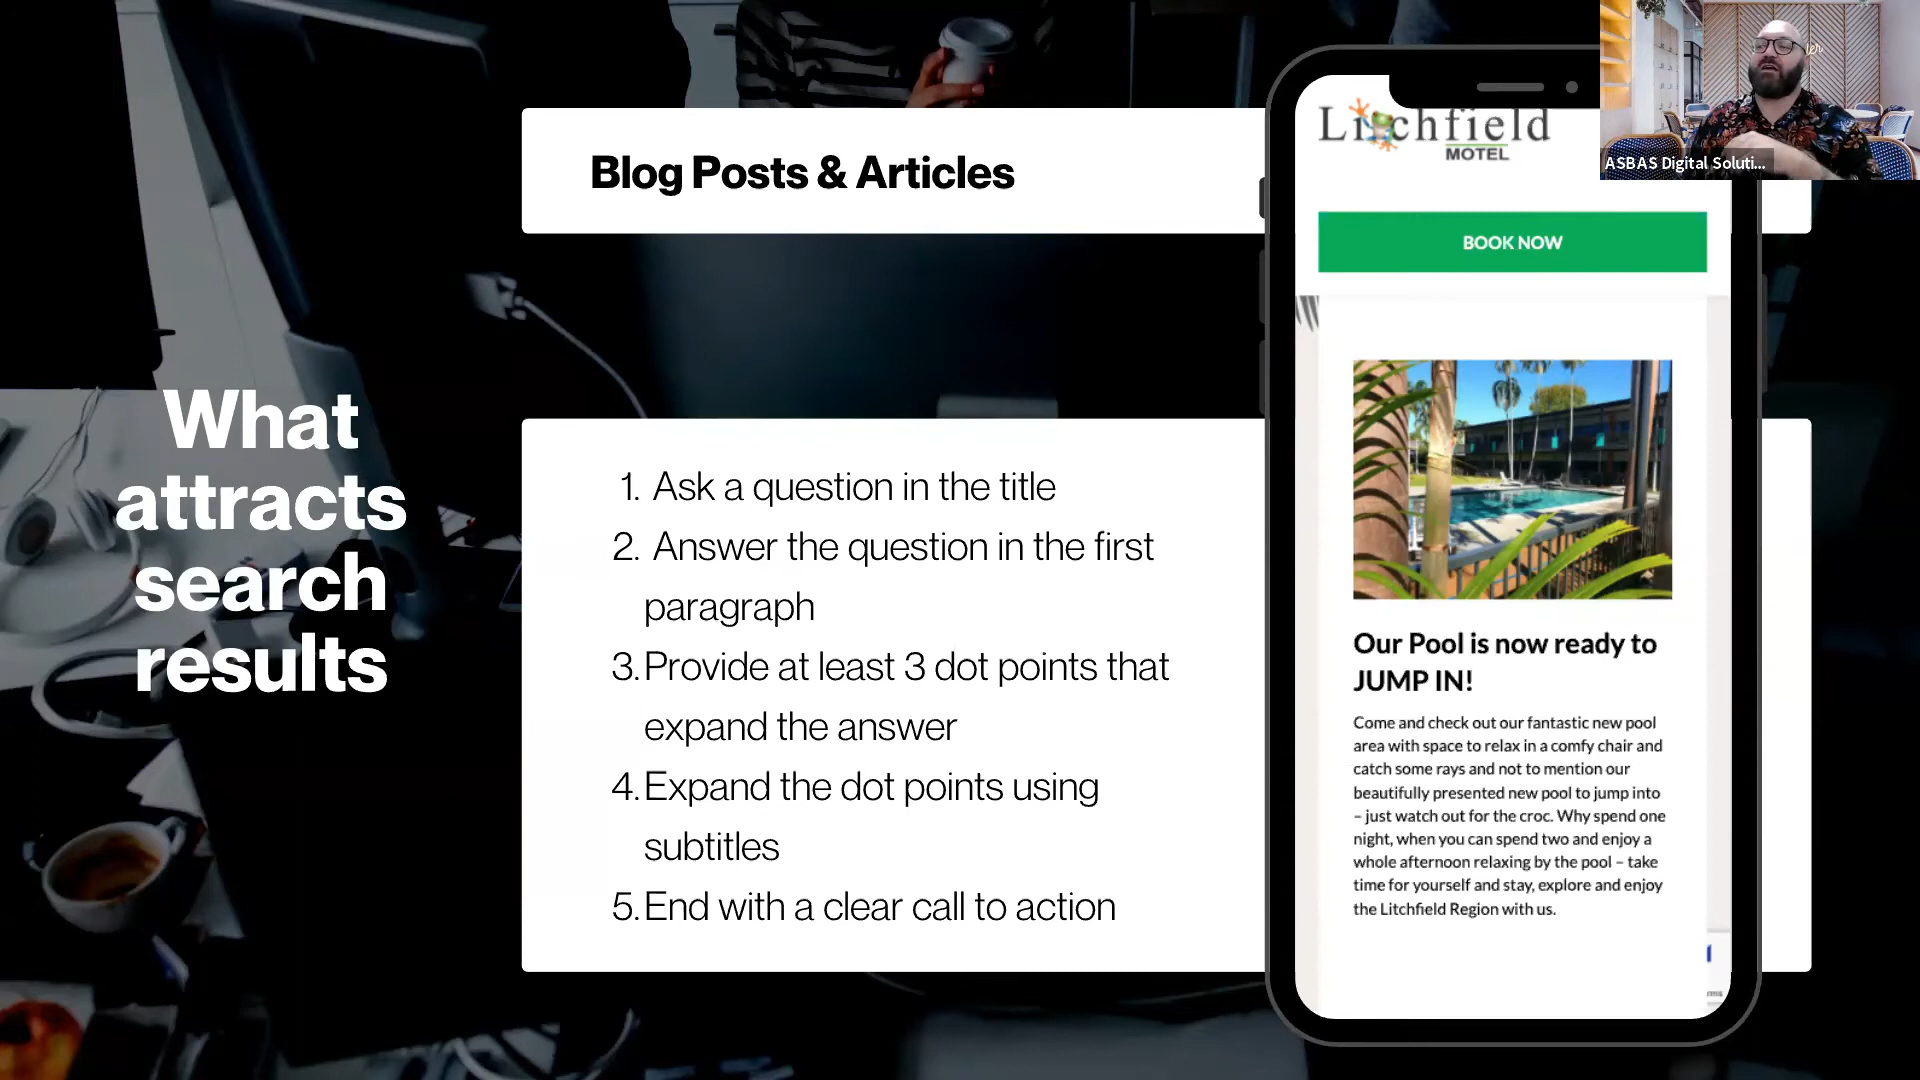 What
attracts
search
results
Blog Posts & Articles
1. Ask a question in the title
2. Answer the question in the first
paragraph
3. Provide at least 3 dot points that
expand the answer
4. Expand the dot points using
subtitles
5. End with a clear call to action
Litchfield
MOTEL
BOOK NOW
Our Pool is now ready to
JUMP IN!
Come and check out our fantastic new pool
area with space to relax in a comfy chair and
catch some rays and not to mention our
beautifully presented new pool to jump into
– just watch out for the croc. Why spend one
night, when you can spend two and enjoy a
whole afternoon relaxing by the pool – take
time for yourself and stay, explore and enjoy
the Litchfield Region with us.
ASBAS Digital Soluti...